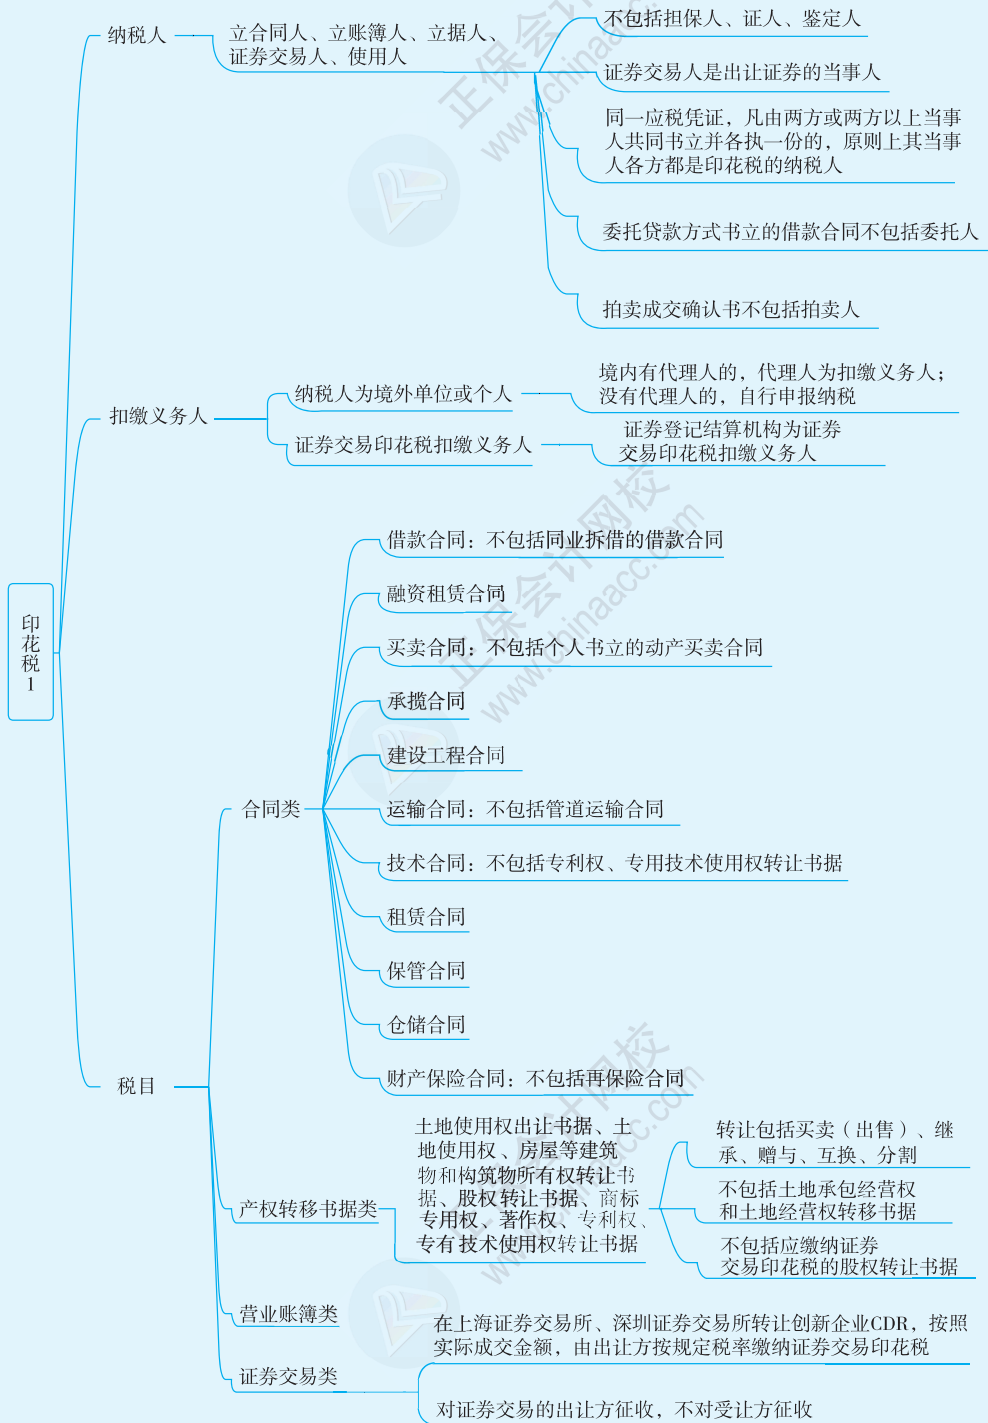 印花税1
纳税人
立合同人、立账簿人、立据人、
证券交易人、使用人
不包括担保人、证人、鉴定人
证券交易人是出让证券的当事人
同一应税凭证，凡由两方或两方以上当事
人共同书立并各执一份的，原则上其当事
人各方都是印花税的纳税人
委托贷款方式书立的借款合同不包括委托人
拍卖成交确认书不包括拍卖人
扣缴义务人
纳税人为境外单位或个人
境内有代理人的，代理人为扣缴义务人；
没有代理人的，自行申报纳税
证券交易印花税扣缴义务人
证券登记结算机构为证券
交易印花税扣缴义务人
税目
合同类
借款合同：不包括同业拆借的借款合同
融资租赁合同
买卖合同：不包括个人书立的动产买卖合同
承揽合同
建设工程合同
运输合同：不包括管道运输合同
技术合同：不包括专利权、专用技术使用权转让书据
租赁合同
保管合同
仓储合同
财产保险合同：不包括再保险合同
产权转移书据类
土地使用权出让书据、土
地使用权、房屋等建筑
物和构筑物所有权转让书
据、股权转让书据、商标
专用权、著作权、专利权、
专有技术使用权转让书据
转让包括买卖（出售）、继
承、赠与、互换、分割
不包括土地承包经营权
和土地经营权转移书据
不包括应缴纳证券
交易印花税的股权转让书据
营业账簿类
证券交易类
在上海证券交易所、深圳证券交易所转让创新企业CDR，按照
实际成交金额，由出让方按规定税率缴纳证券交易印花税
对证券交易的出让方征收，不对受让方征收
正保会计网校
www.chinaacc.com
正保会计网校
www.chinaacc.com
正保会计网校
www.chinaacc.com